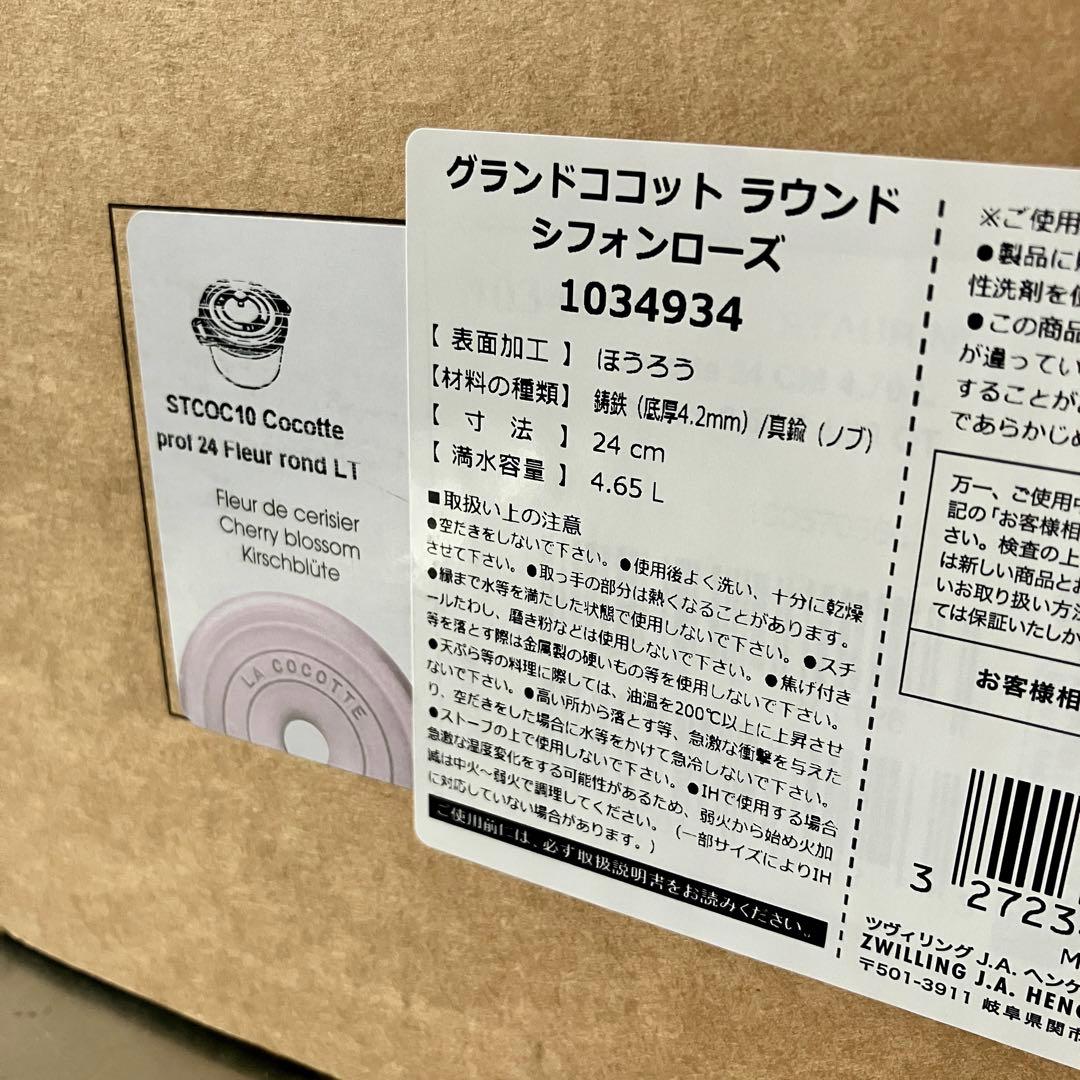 STCOC10 Cocotte
prof 24 Fleur rond LT
Fleur de cerisier
Cherry blossom
Kirschblüte
LA COCOTTE
グランドココット ラウンド
シフォンローズ
1034934
【 表面加工 】 ほうろう
【材料の種類】 鋳鉄（底厚4.2mm）/真鍮（ノブ）
【 寸 法 】 24 cm
【 満水容量 】 4.65 L
■取扱い上の注意
●空だきをしないで下さい。●使用後よく洗い、十分に乾燥
させて下さい。●取っ手の部分は熱くなることがあります。
●縁まで水等を満たした状態で使用しないで下さい。●スチ
ールたわし、磨き粉などは使用しないで下さい。●焦げ付き
等を落とす際は金属製の硬いもの等を使用しないで下さい。
●天ぷら等の料理に際しては、油温を200℃以上に上昇させ
ないで下さい。●高い所から落とす等、急激な衝撃を与えた
り、空だきをした場合に水等をかけて急冷しないで下さい。
●ストーブの上で使用しないで下さい。●IHで使用する場合
急激な温度変化をする可能性があるため、弱火から始め火加
減は中火～弱火で調理してください。（一部サイズによりIH
に対応していない場合があります。）
ご使用前には、必ず取扱説明書をお読みください。
※ご使用
●製品に
性洗剤を使
●この商品
が違ってい
することが
であらかじめ
万一、ご使用中
記の「お客様相
さい。検査の上
は新しい商品とお
いお取り扱い方法
ては保証いたしか
お客様相
3 2723
M
ツヴィリング J.A. ヘンケ
ZWILLING J.A. HENC
〒501-3911 岐阜県関市